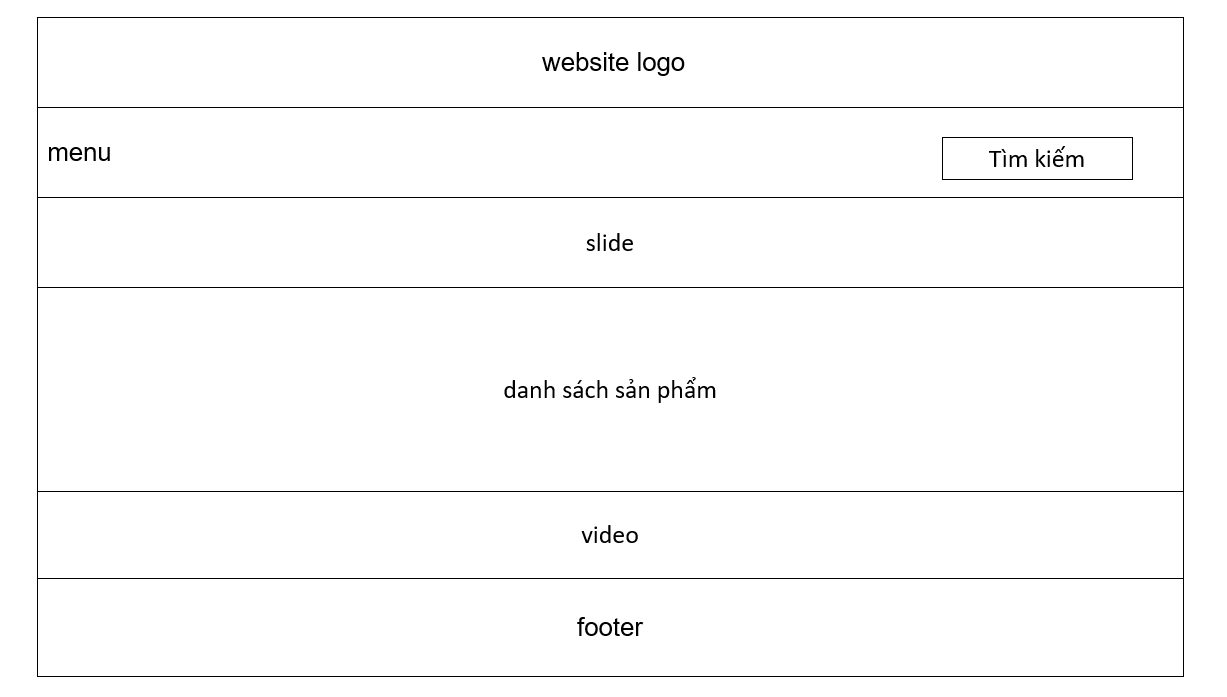 website logo
menu
Tìm kiếm
slide
danh sách sản phẩm
video
footer